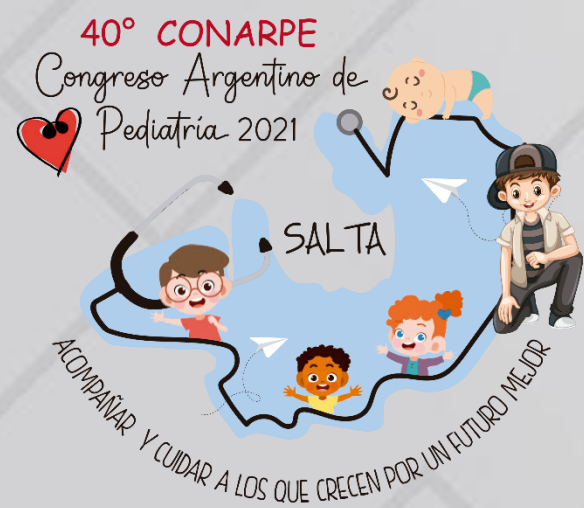 40° CONARPE
Congreso Argentino de
Pediatría 2021
SALTA
ACOMPAÑAR Y CUIDAR A LOS QUE CRECEN POR UN FUTURO MEJOR